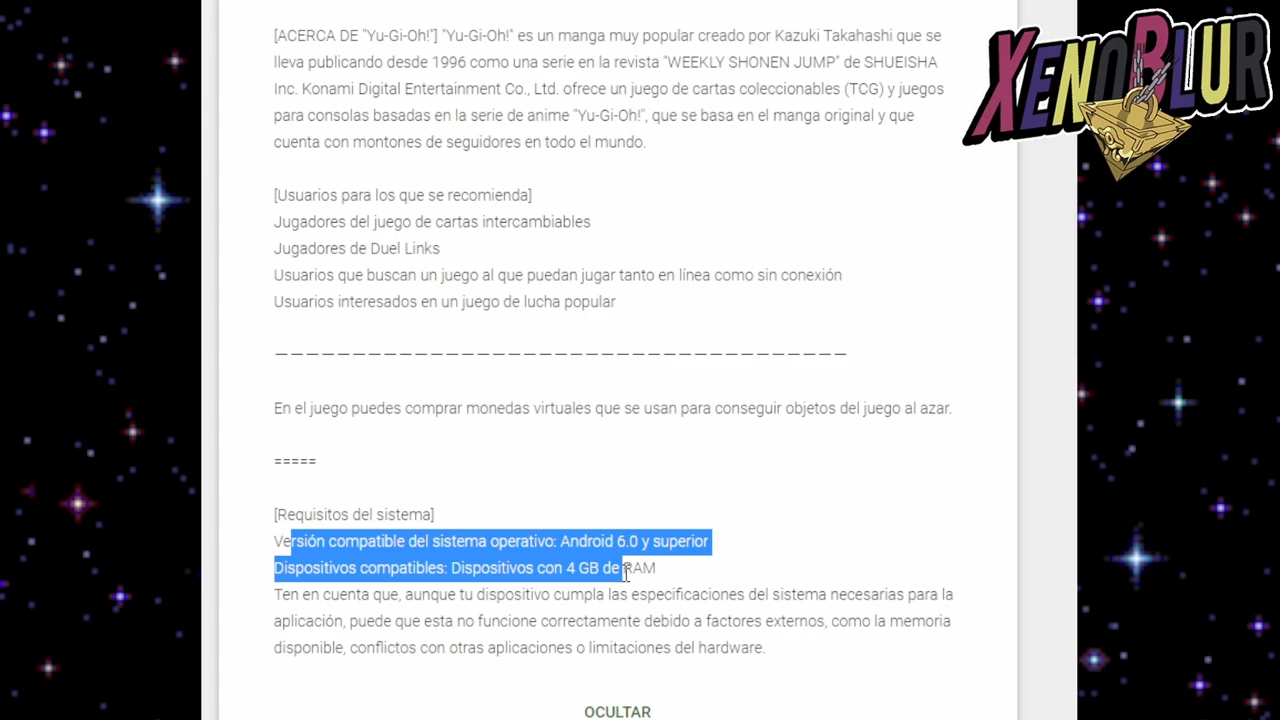 XENOBLUR
[ACERCA DE "Yu-Gi-Oh!"] "Yu-Gi-Oh!" es un manga muy popular creado por Kazuki Takahashi que se
lleva publicando desde 1996 como una serie en la revista "WEEKLY SHONEN JUMP" de SHUEISHA
Inc. Konami Digital Entertainment Co., Ltd. ofrece un juego de cartas coleccionables (TCG) y juegos
para consolas basadas en la serie de anime "Yu-Gi-Oh!", que se basa en el manga original y que
cuenta con montones de seguidores en todo el mundo.
[Usuarios para los que se recomienda]
Jugadores del juego de cartas intercambiables
Jugadores de Duel Links
Usuarios que buscan un juego al que puedan jugar tanto en línea como sin conexión
Usuarios interesados en un juego de lucha popular
—————————————————————————————————————
En el juego puedes comprar monedas virtuales que se usan para conseguir objetos del juego al azar.
=====
[Requisitos del sistema]
Versión compatible del sistema operativo: Android 6.0 y superior
Dispositivos compatibles: Dispositivos con 4 GB de RAM
Ten en cuenta que, aunque tu dispositivo cumpla las especificaciones del sistema necesarias para la
aplicación, puede que esta no funcione correctamente debido a factores externos, como la memoria
disponible, conflictos con otras aplicaciones o limitaciones del hardware.
OCULTAR